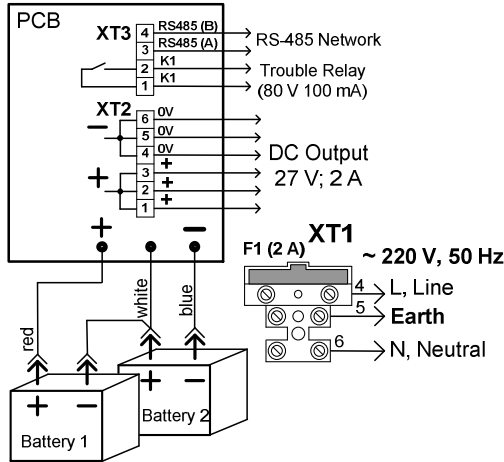 PCB
XT3
4 RS485 (B)
3 RS485 (A)
2 K1
1 K1
RS-485 Network
Trouble Relay
(80 V 100 mA)
XT2
6 0V
5 0V
4 0V
3 +
2 +
1 +
−
+
DC Output
27 V; 2 A
+
−
F1 (2 A)
XT1
~ 220 V, 50 Hz
4 L, Line
5 Earth
6 N, Neutral
red
white
blue
+ −
Battery 1
+ −
Battery 2